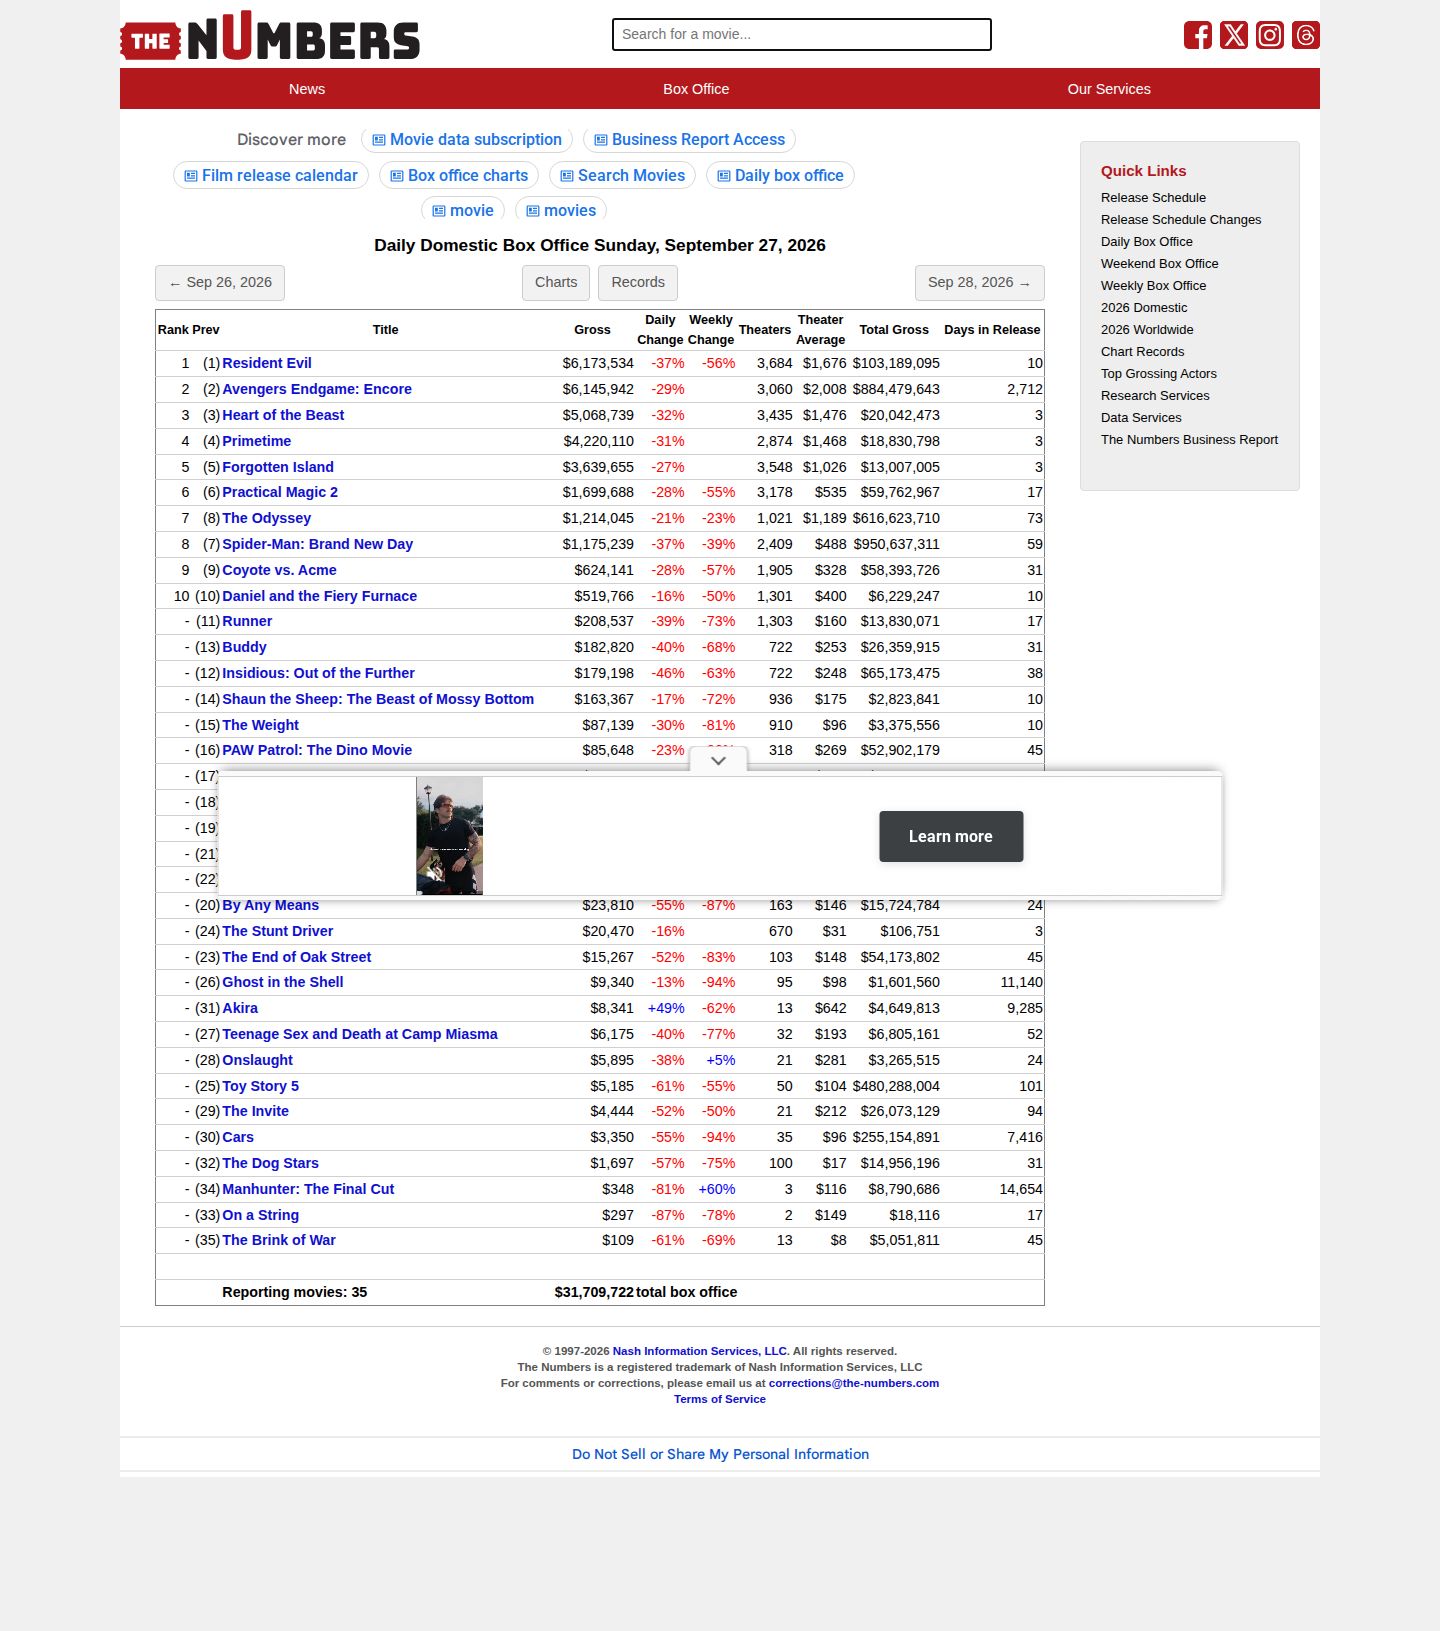 THE NUMBERS
Search for a movie...
News Box Office Our Services
Discover more Movie data subscription Business Report Access
Film release calendar Box office charts Search Movies Daily box office
movie movies
Quick Links
Release Schedule
Release Schedule Changes
Daily Box Office
Weekend Box Office
Weekly Box Office
2026 Domestic
2026 Worldwide
Chart Records
Top Grossing Actors
Research Services
Data Services
The Numbers Business Report
Daily Domestic Box Office Sunday, September 27, 2026
← Sep 26, 2026 Charts Records Sep 28, 2026 →
Rank Prev Title Gross Daily Change Weekly Change Theaters Theater Average Total Gross Days in Release
1 (1) Resident Evil $6,173,534 -37% -56% 3,684 $1,676 $103,189,095 10
2 (2) Avengers Endgame: Encore $6,145,942 -29% 3,060 $2,008 $884,479,643 2,712
3 (3) Heart of the Beast $5,068,739 -32% 3,435 $1,476 $20,042,473 3
4 (4) Primetime $4,220,110 -31% 2,874 $1,468 $18,830,798 3
5 (5) Forgotten Island $3,639,655 -27% 3,548 $1,026 $13,007,005 3
6 (6) Practical Magic 2 $1,699,688 -28% -55% 3,178 $535 $59,762,967 17
7 (8) The Odyssey $1,214,045 -21% -23% 1,021 $1,189 $616,623,710 73
8 (7) Spider-Man: Brand New Day $1,175,239 -37% -39% 2,409 $488 $950,637,311 59
9 (9) Coyote vs. Acme $624,141 -28% -57% 1,905 $328 $58,393,726 31
10 (10) Daniel and the Fiery Furnace $519,766 -16% -50% 1,301 $400 $6,229,247 10
- (11) Runner $208,537 -39% -73% 1,303 $160 $13,830,071 17
- (13) Buddy $182,820 -40% -68% 722 $253 $26,359,915 31
- (12) Insidious: Out of the Further $179,198 -46% -63% 722 $248 $65,173,475 38
- (14) Shaun the Sheep: The Beast of Mossy Bottom $163,367 -17% -72% 936 $175 $2,823,841 10
- (15) The Weight $87,139 -30% -81% 910 $96 $3,375,556 10
- (16) PAW Patrol: The Dino Movie $85,648 -23% 318 $269 $52,902,179 45
- (17)
- (18)
- (19)
- (21)
- (22)
Learn more
- (20) By Any Means $23,810 -55% -87% 163 $146 $15,724,784 24
- (24) The Stunt Driver $20,470 -16% 670 $31 $106,751 3
- (23) The End of Oak Street $15,267 -52% -83% 103 $148 $54,173,802 45
- (26) Ghost in the Shell $9,340 -13% -94% 95 $98 $1,601,560 11,140
- (31) Akira $8,341 +49% -62% 13 $642 $4,649,813 9,285
- (27) Teenage Sex and Death at Camp Miasma $6,175 -40% -77% 32 $193 $6,805,161 52
- (28) Onslaught $5,895 -38% +5% 21 $281 $3,265,515 24
- (25) Toy Story 5 $5,185 -61% -55% 50 $104 $480,288,004 101
- (29) The Invite $4,444 -52% -50% 21 $212 $26,073,129 94
- (30) Cars $3,350 -55% -94% 35 $96 $255,154,891 7,416
- (32) The Dog Stars $1,697 -57% -75% 100 $17 $14,956,196 31
- (34) Manhunter: The Final Cut $348 -81% +60% 3 $116 $8,790,686 14,654
- (33) On a String $297 -87% -78% 2 $149 $18,116 17
- (35) The Brink of War $109 -61% -69% 13 $8 $5,051,811 45
Reporting movies: 35 $31,709,722 total box office
© 1997-2026 Nash Information Services, LLC. All rights reserved.
The Numbers is a registered trademark of Nash Information Services, LLC
For comments or corrections, please email us at corrections@the-numbers.com
Terms of Service
Do Not Sell or Share My Personal Information